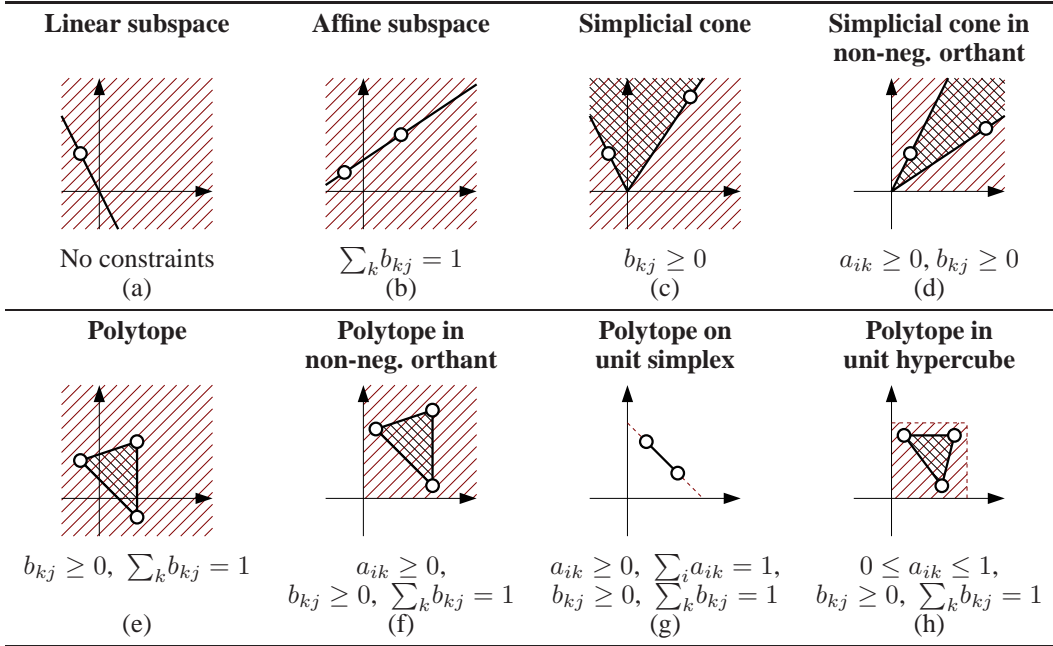 Linear subspace
Affine subspace
Simplicial cone
Simplicial cone in
non-neg. orthant
No constraints
∑ₖbₖⱼ = 1
bₖⱼ ≥ 0
aᵢₖ ≥ 0, bₖⱼ ≥ 0
(a)
(b)
(c)
(d)
Polytope
Polytope in
non-neg. orthant
Polytope on
unit simplex
Polytope in
unit hypercube
bₖⱼ ≥ 0, ∑ₖbₖⱼ = 1
aᵢₖ ≥ 0,
bₖⱼ ≥ 0, ∑ₖbₖⱼ = 1
aᵢₖ ≥ 0, ∑ᵢaᵢₖ = 1,
bₖⱼ ≥ 0, ∑ₖbₖⱼ = 1
0 ≤ aᵢₖ ≤ 1,
bₖⱼ ≥ 0, ∑ₖbₖⱼ = 1
(e)
(f)
(g)
(h)